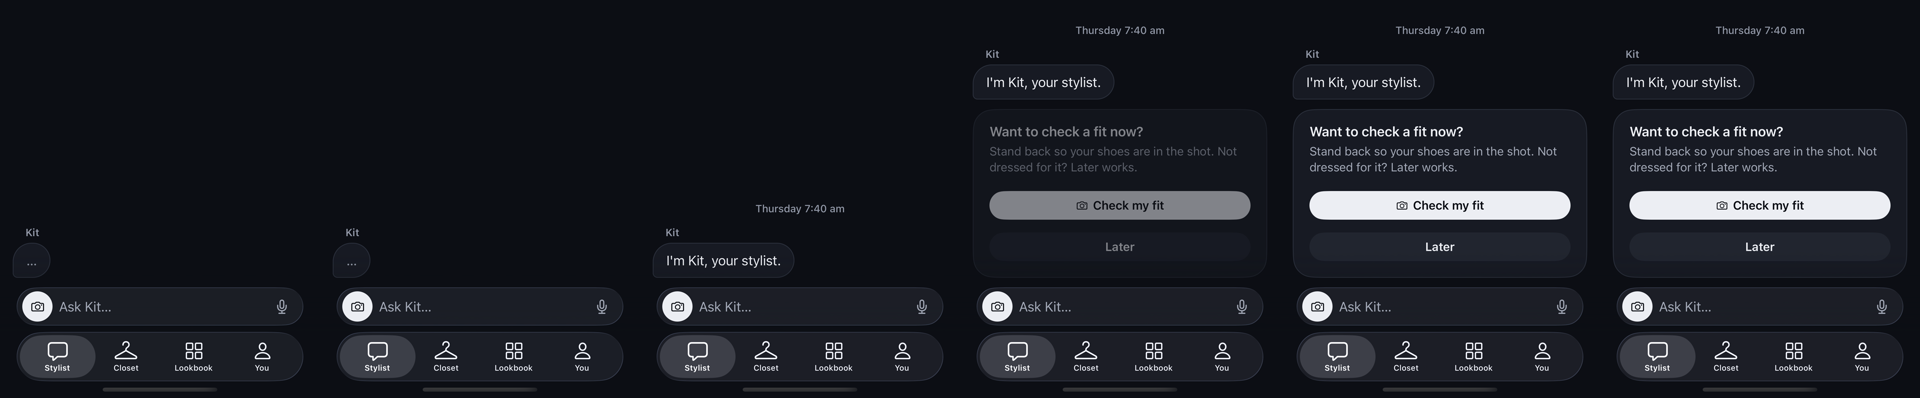 Kit
...
Ask Kit...
Stylist
Closet
Lookbook
You
Kit
...
Ask Kit...
Stylist
Closet
Lookbook
You
Thursday 7:40 am
Kit
I'm Kit, your stylist.
Ask Kit...
Stylist
Closet
Lookbook
You
Thursday 7:40 am
Kit
I'm Kit, your stylist.
Want to check a fit now?
Stand back so your shoes are in the shot. Not
dressed for it? Later works.
Check my fit
Later
Ask Kit...
Stylist
Closet
Lookbook
You
Thursday 7:40 am
Kit
I'm Kit, your stylist.
Want to check a fit now?
Stand back so your shoes are in the shot. Not
dressed for it? Later works.
Check my fit
Later
Ask Kit...
Stylist
Closet
Lookbook
You
Thursday 7:40 am
Kit
I'm Kit, your stylist.
Want to check a fit now?
Stand back so your shoes are in the shot. Not
dressed for it? Later works.
Check my fit
Later
Ask Kit...
Stylist
Closet
Lookbook
You